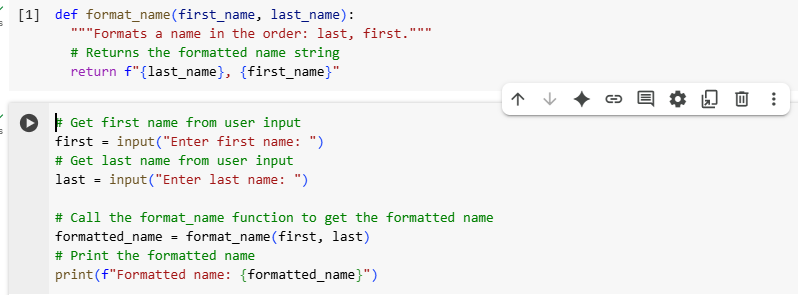 [1] def format_name(first_name, last_name):
"""Formats a name in the order: last, first."""
# Returns the formatted name string
return f"{last_name}, {first_name}"
# Get first name from user input
first = input("Enter first name: ")
# Get last name from user input
last = input("Enter last name: ")
# Call the format_name function to get the formatted name
formatted_name = format_name(first, last)
# Print the formatted name
print(f"Formatted name: {formatted_name}")